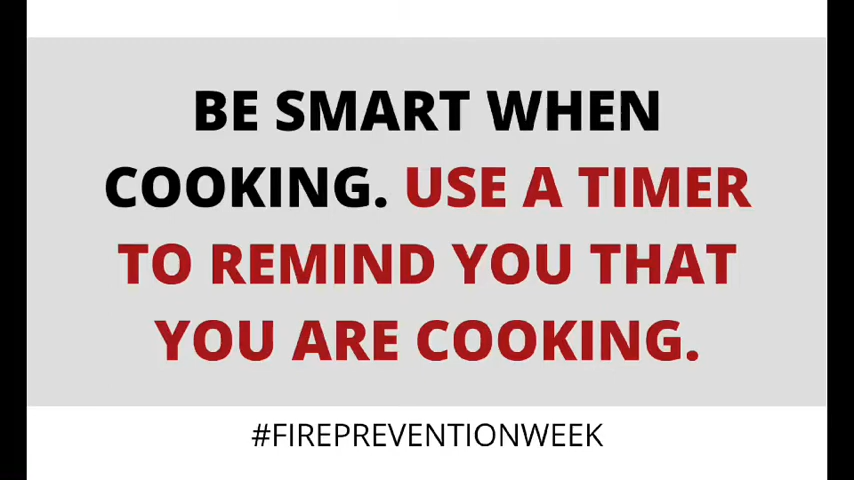 BE SMART WHEN
COOKING. USE A TIMER
TO REMIND YOU THAT
YOU ARE COOKING.
#FIREPREVENTIONWEEK